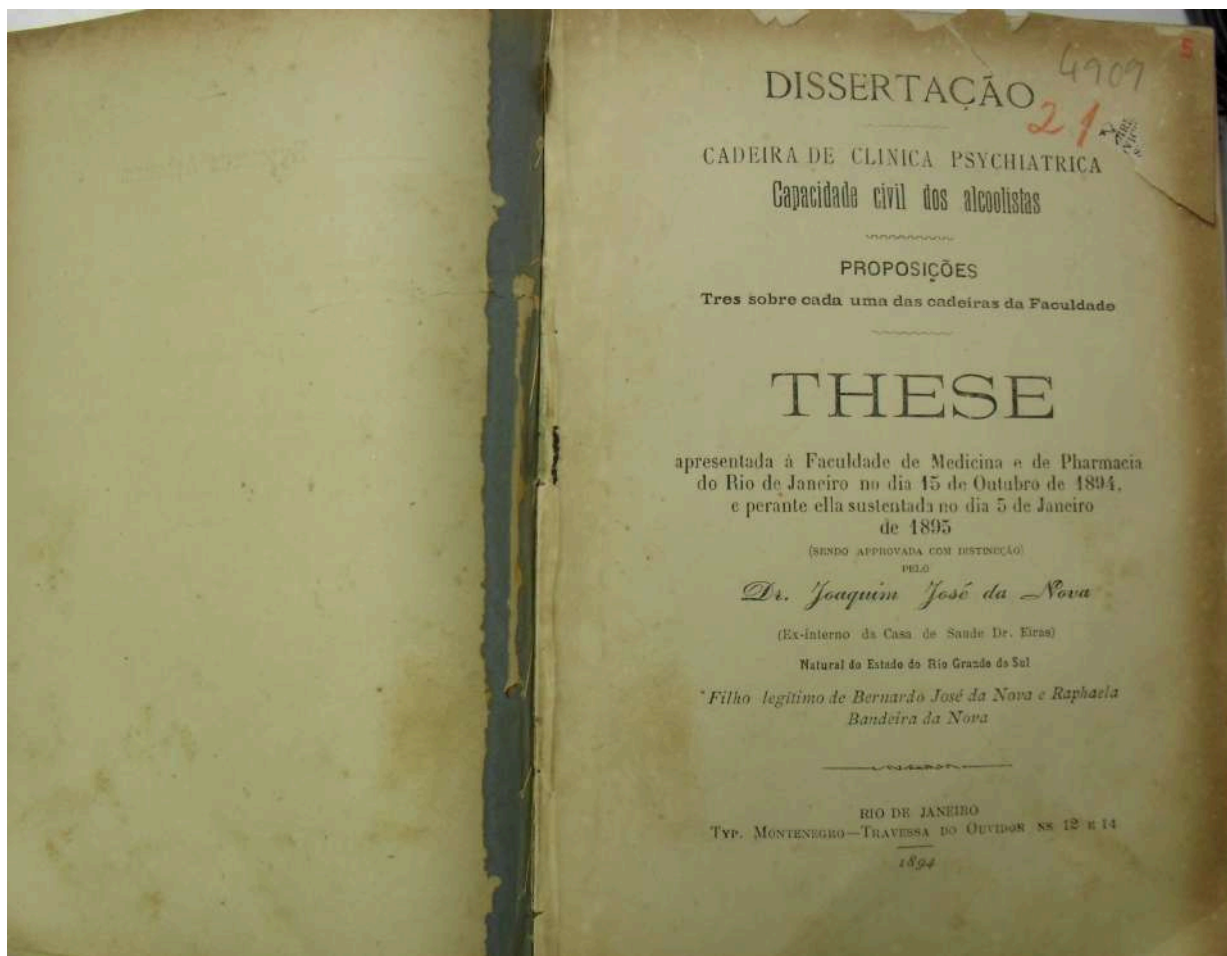 5
4909
DISSERTAÇÃO
21
CADEIRA DE CLINICA PSYCHIATRICA
Capacidade civil dos alcoolistas
PROPOSIÇÕES
Tres sobre cada uma das cadeiras da Faculdade
THESE
apresentada á Faculdade de Medicina e de Pharmacia
do Rio de Janeiro no dia 15 de Outubro de 1894,
e perante ella sustentada no dia 5 de Janeiro
de 1895
(SENDO APPROVADA COM DISTINCÇÃO)
PELO
Dr. Joaquim José da Nova
(Ex-interno da Casa de Saude Dr. Eiras)
Natural do Estado do Rio Grande do Sul
Filho legitimo de Bernardo José da Nova e Raphaela
Bandeira da Nova
RIO DE JANEIRO
TYP. MONTENEGRO—TRAVESSA DO OUVIDOR NS 12 E 14
1894